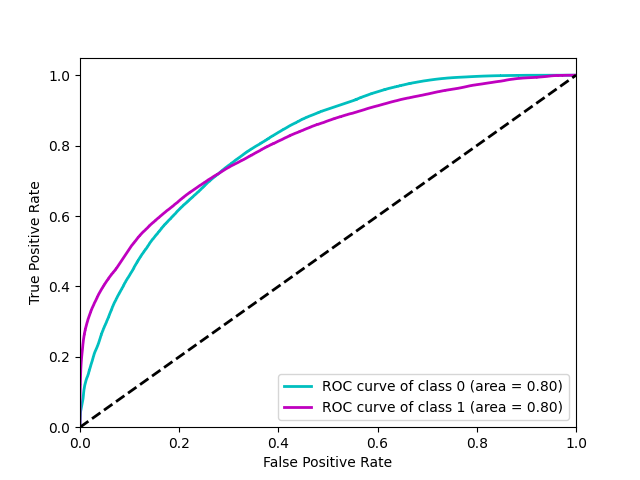 True Positive Rate
1.0
0.8
0.6
0.4
0.2
0.0
ROC curve of class 0 (area = 0.80)
ROC curve of class 1 (area = 0.80)
0.0 0.2 0.4 0.6 0.8 1.0
False Positive Rate